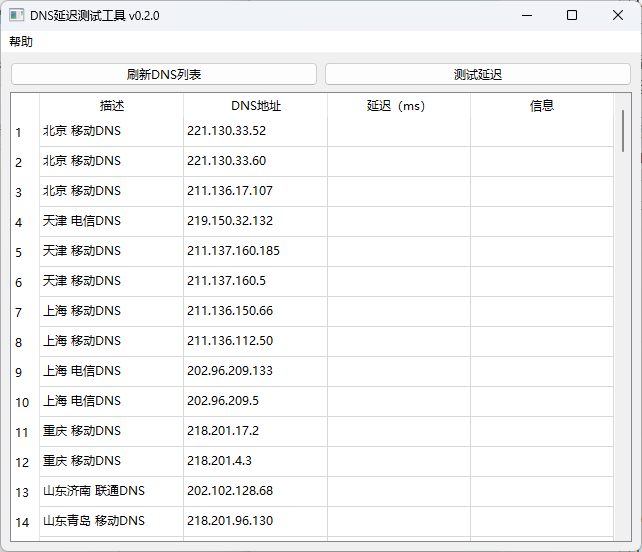 DNS延迟测试工具 v0.2.0
帮助
刷新DNS列表 测试延迟
描述 DNS地址 延迟（ms） 信息
1 北京 移动DNS 221.130.33.52
2 北京 移动DNS 221.130.33.60
3 北京 移动DNS 211.136.17.107
4 天津 电信DNS 219.150.32.132
5 天津 移动DNS 211.137.160.185
6 天津 移动DNS 211.137.160.5
7 上海 移动DNS 211.136.150.66
8 上海 移动DNS 211.136.112.50
9 上海 电信DNS 202.96.209.133
10 上海 电信DNS 202.96.209.5
11 重庆 移动DNS 218.201.17.2
12 重庆 移动DNS 218.201.4.3
13 山东济南 联通DNS 202.102.128.68
14 山东青岛 移动DNS 218.201.96.130